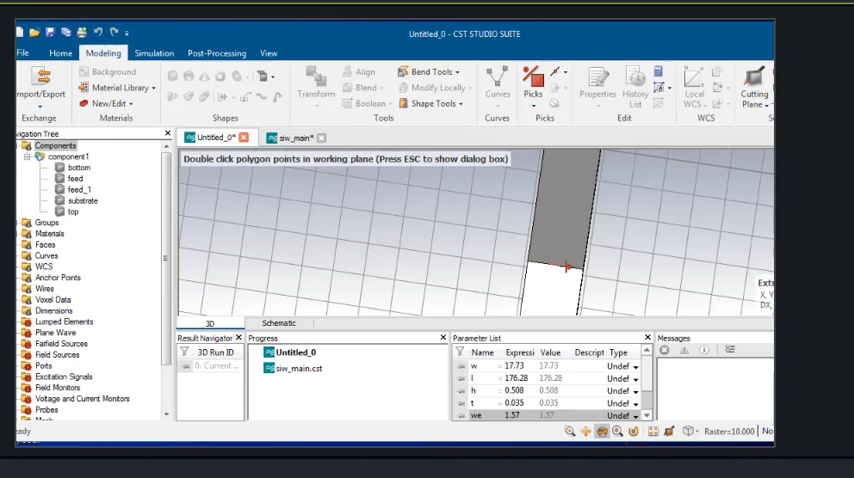 Untitled_0 - CST STUDIO SUITE
File Home Modeling Simulation Post-Processing View
Background
Material Library
New/Edit
Import/Export
Exchange
Materials
Shapes
Transform
Align
Blend
Boolean
Bend Tools
Modify Locally
Shape Tools
Tools
Curves
Curves
Picks
Picks
Properties
History
List
Edit
Local
WCS
WCS
Cutting
Plane
Navigation Tree
Untitled_0*
siw_main*
Components
component1
bottom
feed
feed_1
substrate
top
Groups
Materials
Faces
Curves
WCS
Anchor Points
Wires
Voxel Data
Dimensions
Lumped Elements
Plane Wave
Farfield Sources
Field Sources
Ports
Excitation Signals
Field Monitors
Voltage and Current Monitors
Probes
Double click polygon points in working plane (Press ESC to show dialog box)
Extr
X, Y
DX,
3D Schematic
Result Navigator
3D Run ID
0: Current ...
Progress
Untitled_0
siw_main.cst
Parameter List
Name Expressi Value Descript Type
w = 17.73 17.73 Undef
l = 176.28 176.28 Undef
h = 0.508 0.508 Undef
t = 0.035 0.035 Undef
we = 1.57 1.57 Undef
Messages
eady
Raster=10.000 No